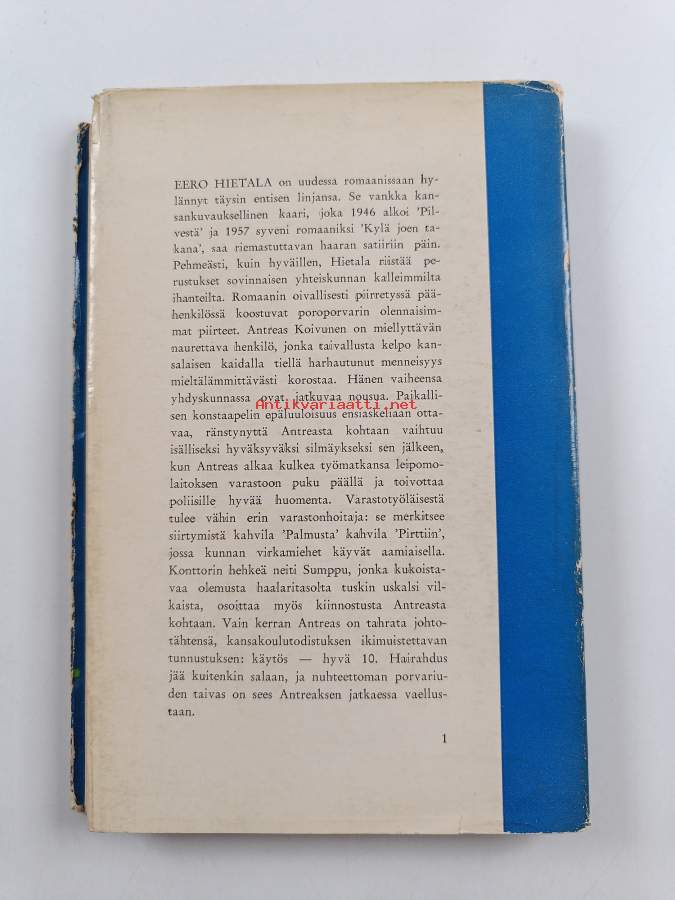 EERO HIETALA on uudessa romaanissaan hy-
lännyt täysin entisen linjansa. Se vankka kan-
sankuvauksellinen kaari, joka 1946 alkoi 'Pil-
vestä' ja 1957 syveni romaaniksi 'Kylä joen ta-
kana', saa riemastuttavan haaran satiiriin päin.
Pehmeästi, kuin hyväillen, Hietala riistää pe-
rustukset sovinnaisen yhteiskunnan kalleimmilta
ihanteilta. Romaanin oivallisesti piirretyssä pää-
henkilössä koostuvat poroporvarin olennaisim-
mat piirteet. Antreas Koivunen on miellyttävän
naurettava henkilö, jonka taivallusta kelpo kan-
salaisen kaidalla tiellä harhautunut menneisyys
mieltälämmittävästi korostaa. Hänen vaiheensa
yhdyskunnassa ovat jatkuvaa nousua. Paikalli-
Antikvariaatti.net
sen konstaapelin epäluuloisuus ensiaskeliaan otta-
vaa, ränstynyttä Antreasta kohtaan vaihtuu
isälliseksi hyväksyväksi silmäykseksi sen jälkeen,
kun Antreas alkaa kulkea työmatkansa leipomo-
laitoksen varastoon puku päällä ja toivottaa
poliisille hyvää huomenta. Varastotyöläisestä
tulee vähin erin varastonhoitaja: se merkitsee
siirtymistä kahvila 'Palmusta' kahvila 'Pirttiin',
jossa kunnan virkamiehet käyvät aamiaisella.
Konttorin hehkeä neiti Sumppu, jonka kukoista-
vaa olemusta haalaritasolta tuskin uskalsi vil-
kaista, osoittaa myös kiinnostusta Antreasta
kohtaan. Vain kerran Antreas on tahrata johto-
tähtensä, kansakoulutodistuksen ikimuistettavan
tunnustuksen: käytös — hyvä 10. Hairahdus
jää kuitenkin salaan, ja nuhteettoman porvariu-
den taivas on sees Antreaksen jatkaessa vaellus-
taan.
1